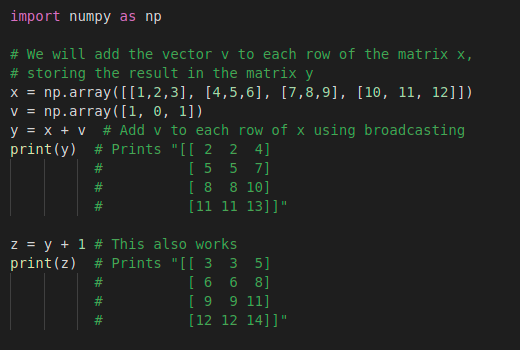 import numpy as np

# We will add the vector v to each row of the matrix x,
# storing the result in the matrix y
x = np.array([[1,2,3], [4,5,6], [7,8,9], [10, 11, 12]])
v = np.array([1, 0, 1])
y = x + v  # Add v to each row of x using broadcasting
print(y)  # Prints "[[ 2  2  4]
          #          [ 5  5  7]
          #          [ 8  8 10]
          #          [11 11 13]]"

z = y + 1 # This also works
print(z)  # Prints "[[ 3  3  5]
          #          [ 6  6  8]
          #          [ 9  9 11]
          #          [12 12 14]]"